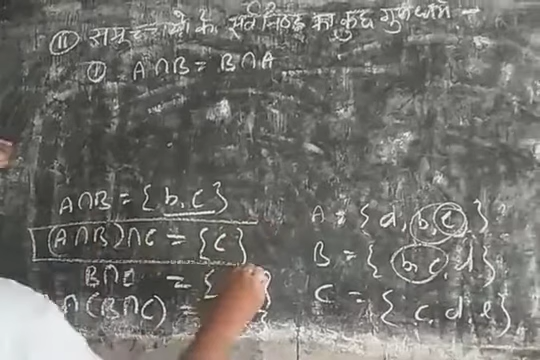 (ii) समुच्चयों के सर्वनिष्ठ का कुछ गुणधर्म -
(i) A∩B = B∩A
A∩B = {b, c}
(A∩B)∩C = {c}
B∩C = {
∩(B∩C) = }
A = {a, b, c}
B = {b, c, d}
C = {c, d, e}